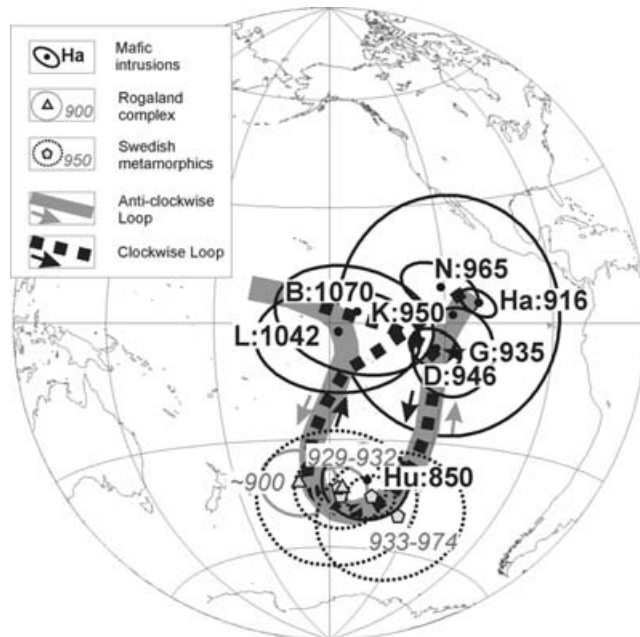 Ha
Mafic
intrusions
900
Rogaland
complex
950
Swedish
metamorphics
Anti-clockwise
Loop
Clockwise Loop
N:965
B:1070
K:950
Ha:916
L:1042
G:935
D:946
929-932
~900
Hu:850
933-974